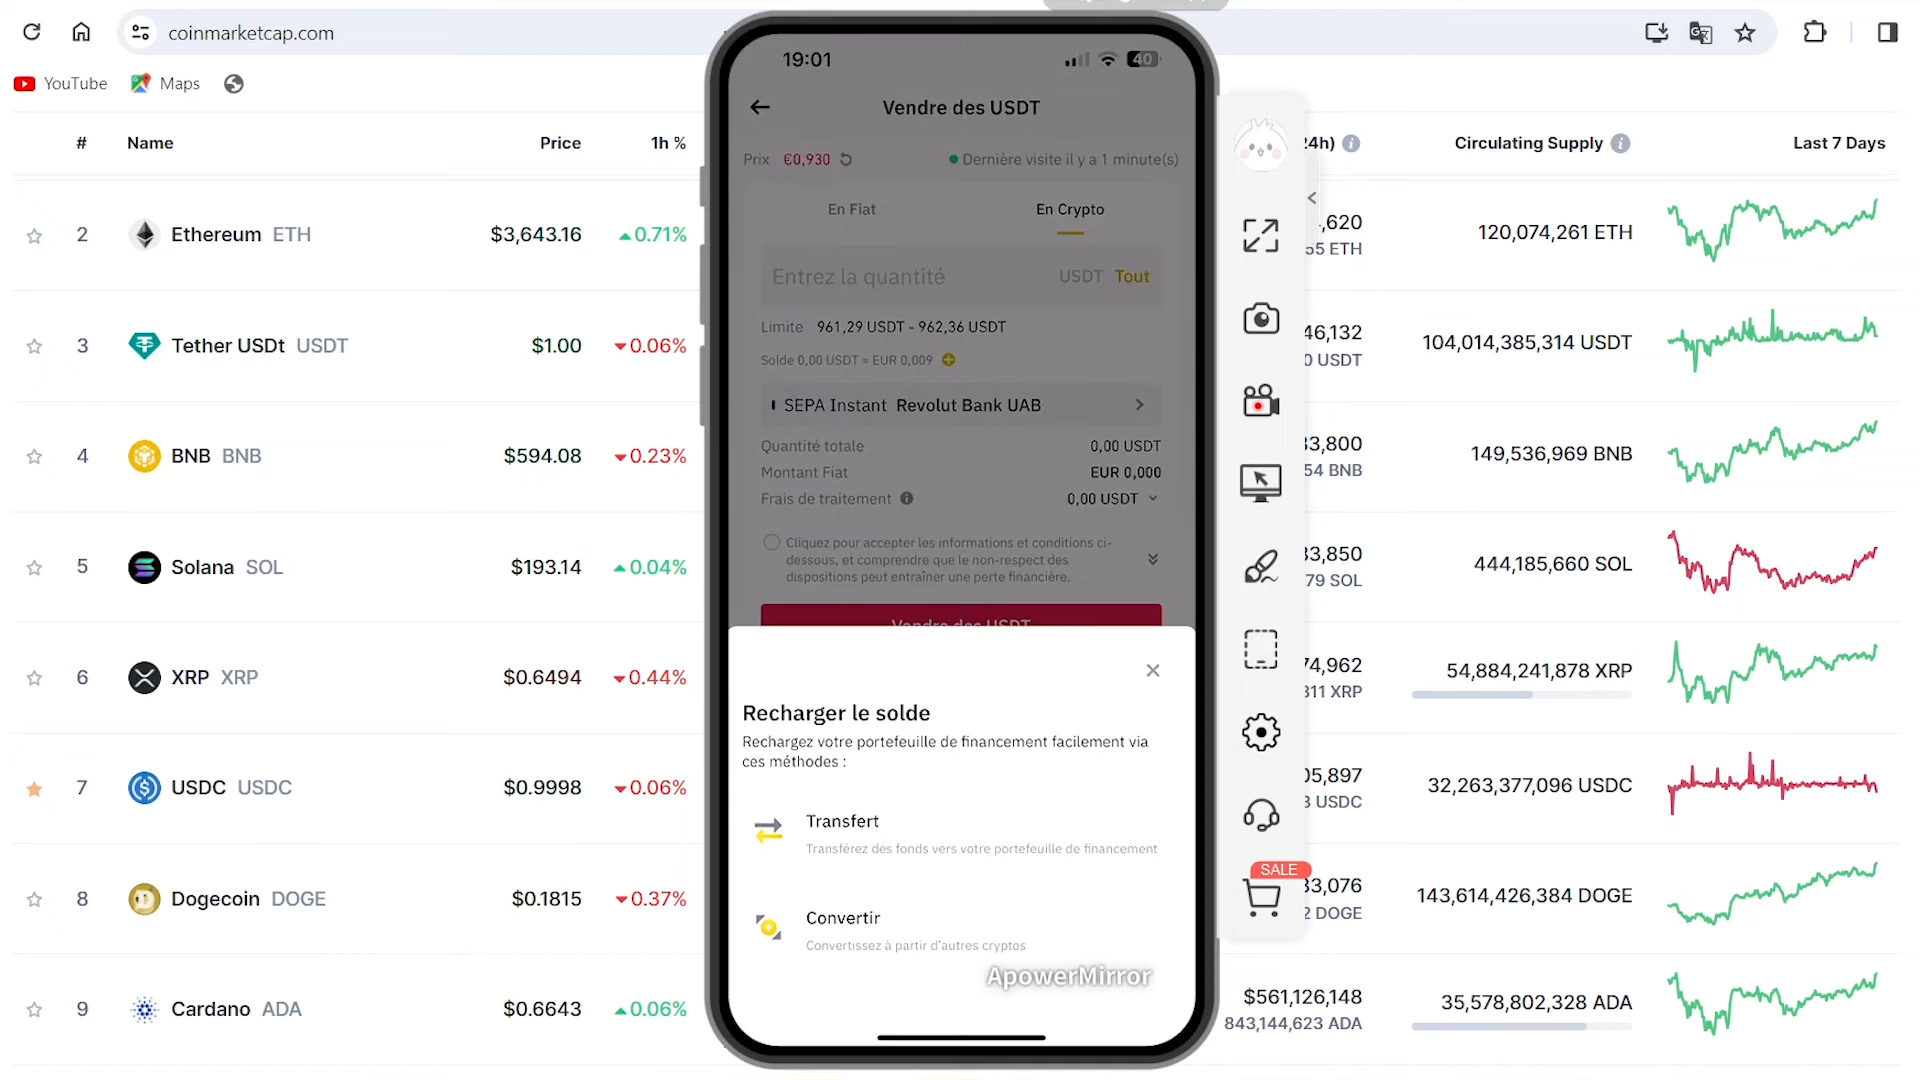 coinmarketcap.com
YouTube
Maps
# Name Price 1h %
24h) Circulating Supply Last 7 Days
2 Ethereum ETH $3,643.16 0.71%
,620
55 ETH
120,074,261 ETH
3 Tether USDt USDT $1.00 0.06%
46,132
0 USDT
104,014,385,314 USDT
4 BNB BNB $594.08 0.23%
33,800
54 BNB
149,536,969 BNB
5 Solana SOL $193.14 0.04%
33,850
79 SOL
444,185,660 SOL
6 XRP XRP $0.6494 0.44%
74,962
311 XRP
54,884,241,878 XRP
7 USDC USDC $0.9998 0.06%
05,897
3 USDC
32,263,377,096 USDC
8 Dogecoin DOGE $0.1815 0.37%
33,076
2 DOGE
143,614,426,384 DOGE
9 Cardano ADA $0.6643 0.06%
$561,126,148
843,144,623 ADA
35,578,802,328 ADA
19:01
40
Vendre des USDT
Prix €0,930
Dernière visite il y a 1 minute(s)
En Fiat En Crypto
Entrez la quantité USDT Tout
Limite 961,29 USDT - 962,36 USDT
Solde 0,00 USDT ≈ EUR 0,009
SEPA Instant Revolut Bank UAB
Quantité totale 0,00 USDT
Montant Fiat EUR 0,000
Frais de traitement 0,00 USDT
Cliquez pour accepter les informations et conditions ci-
dessous, et comprendre que le non-respect des
dispositions peut entraîner une perte financière.
Vendre des USDT
Recharger le solde
Rechargez votre portefeuille de financement facilement via
ces méthodes :
Transfert
Transférez des fonds vers votre portefeuille de financement
Convertir
Convertissez à partir d'autres cryptos
ApowerMirror
SALE